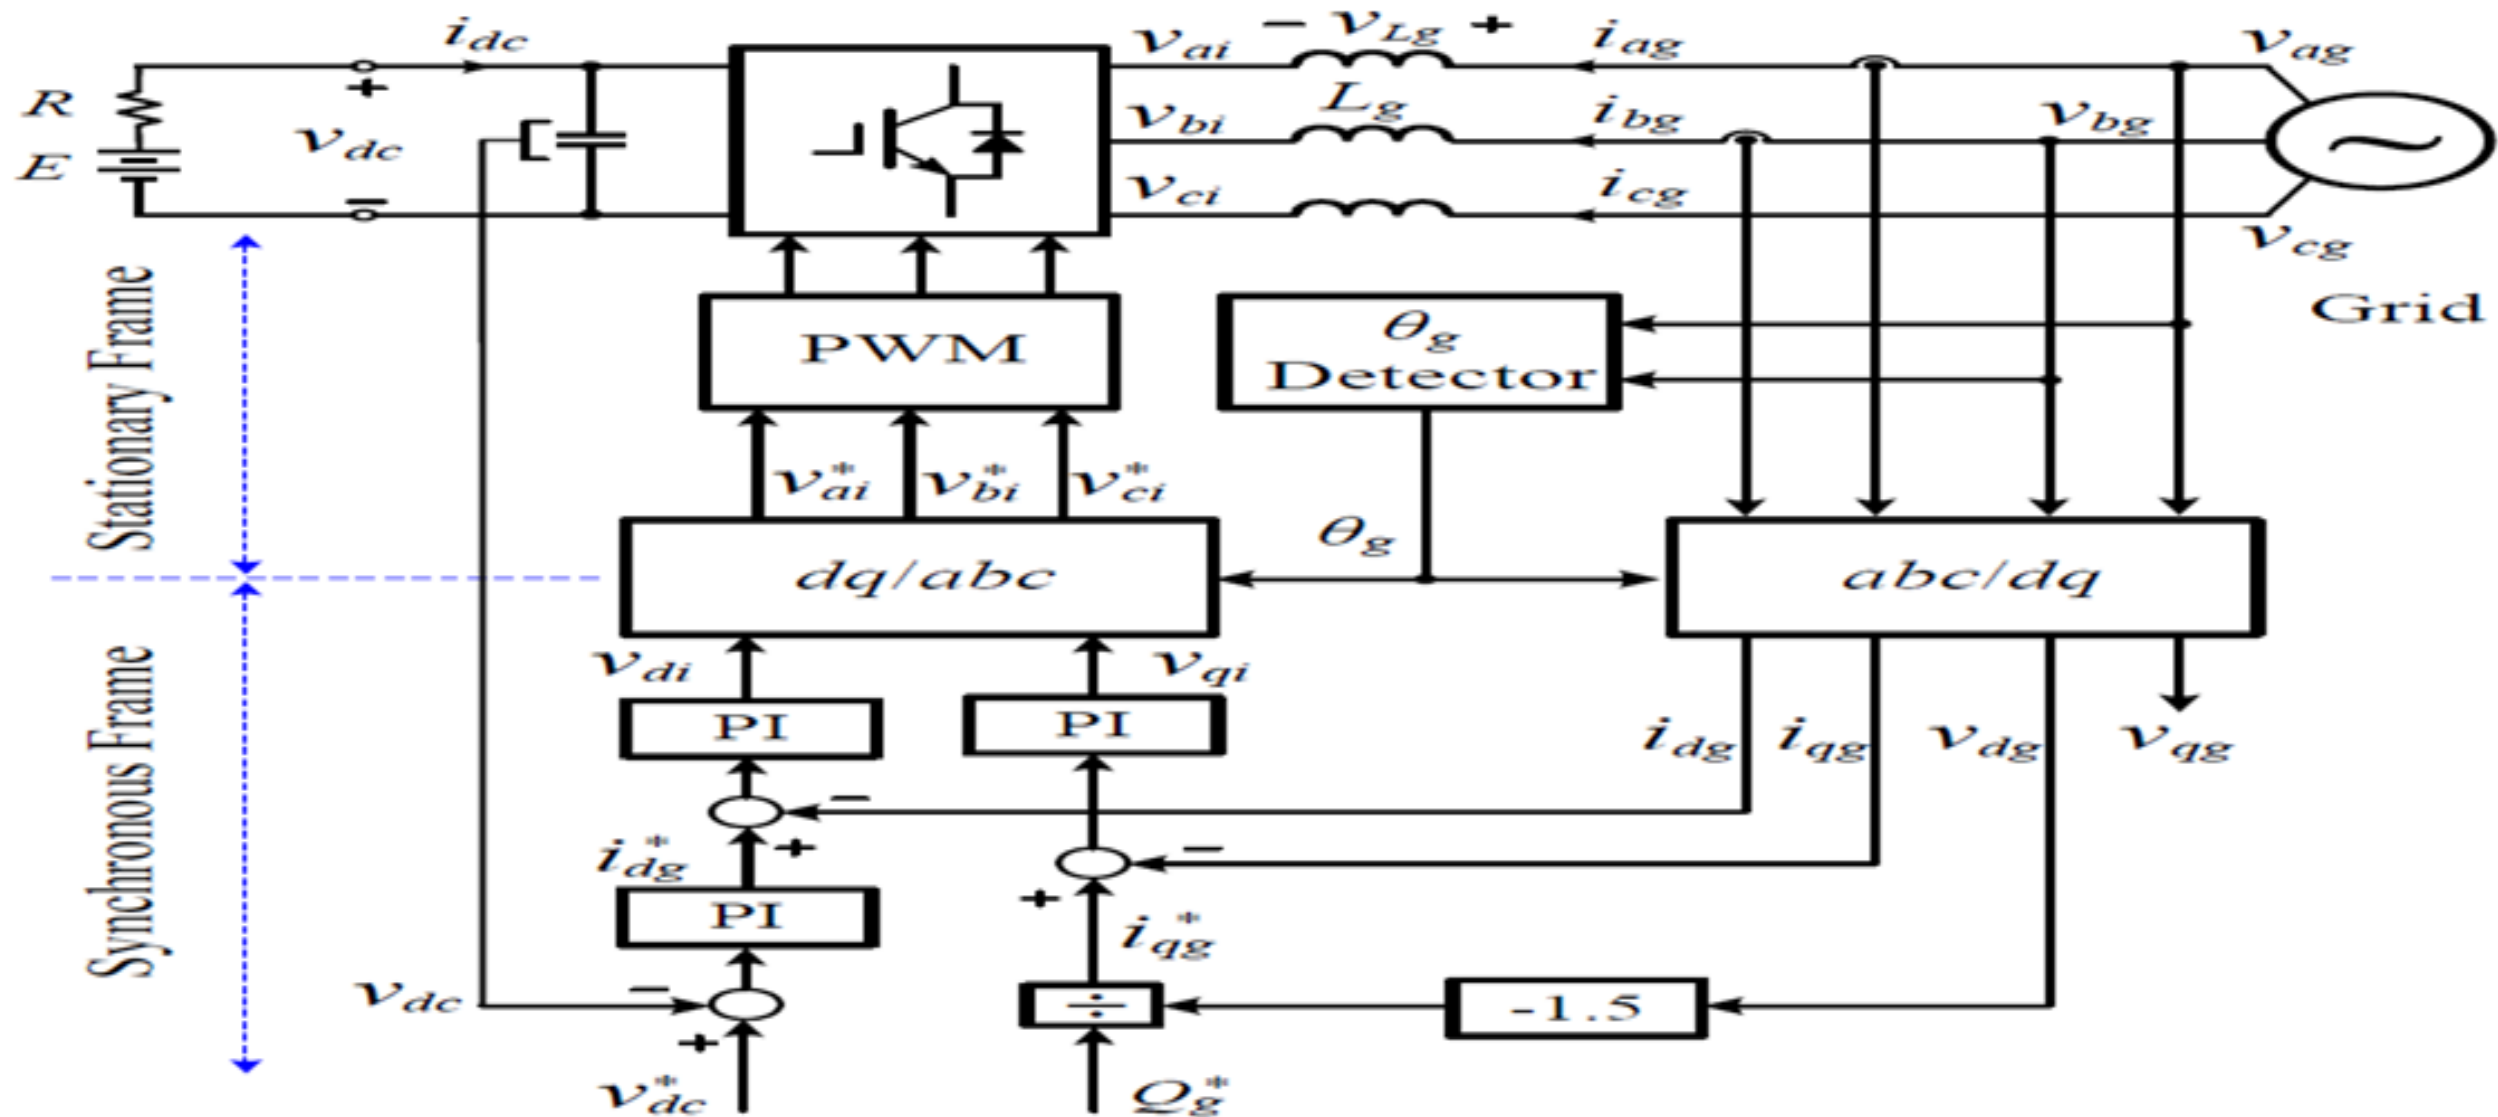 i_dc
v_ai
− v_Lg +
i_ag
v_ag
R
+
v_dc
E
−
v_bi
L_g
i_bg
v_bg
v_ci
i_cg
v_cg
Grid
Stationary Frame
PWM
θ_g
Detector
v*_ai
v*_bi
v*_ci
θ_g
dq/abc
abc/dq
Synchronous Frame
v_di
v_qi
PI
PI
i_dg
i_qg
v_dg
v_qg
−
+
i*_dg
−
+
PI
i*_qg
v_dc
−
÷
-1.5
+
v*_dc
Q*_g